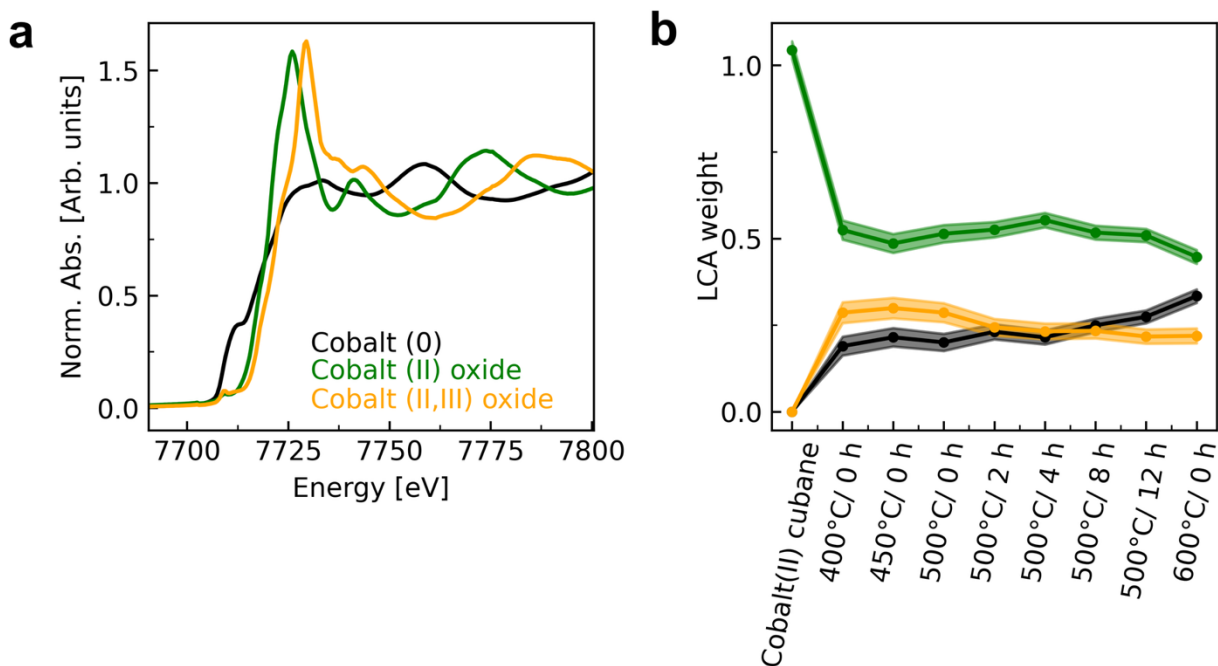 a
Norm. Abs. [Arb. units]
1.5
1.0
0.5
0.0
Cobalt (0)
Cobalt (II) oxide
Cobalt (II,III) oxide
7700 7725 7750 7775 7800
Energy [eV]
b
LCA weight
1.0
0.5
0.0
Cobalt(II) cubane
400°C/ 0 h
450°C/ 0 h
500°C/ 0 h
500°C/ 2 h
500°C/ 4 h
500°C/ 8 h
500°C/ 12 h
600°C/ 0 h